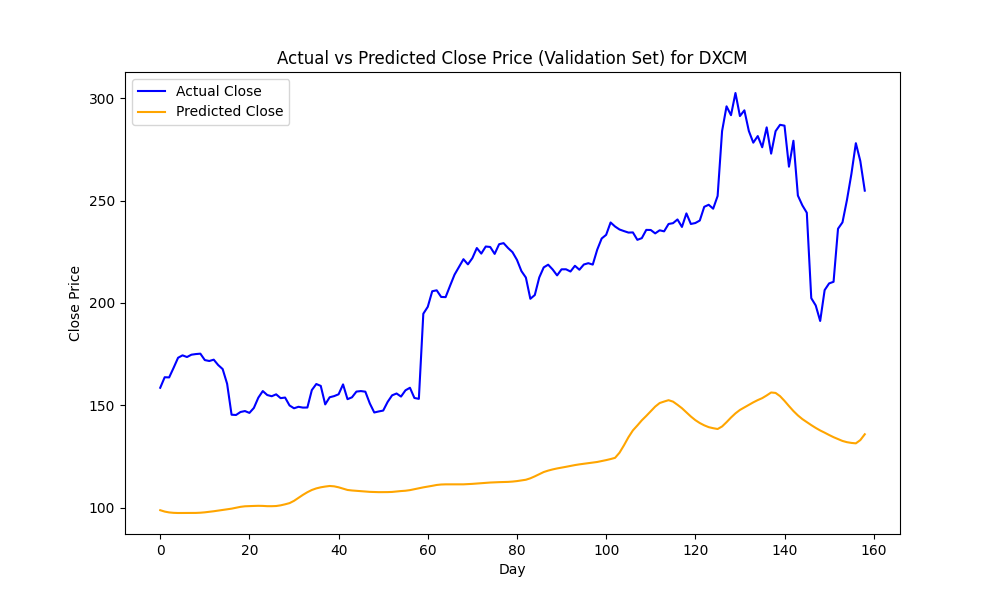 Actual vs Predicted Close Price (Validation Set) for DXCM
Actual Close
Predicted Close
Close Price
300
250
200
150
100
0 20 40 60 80 100 120 140 160
Day